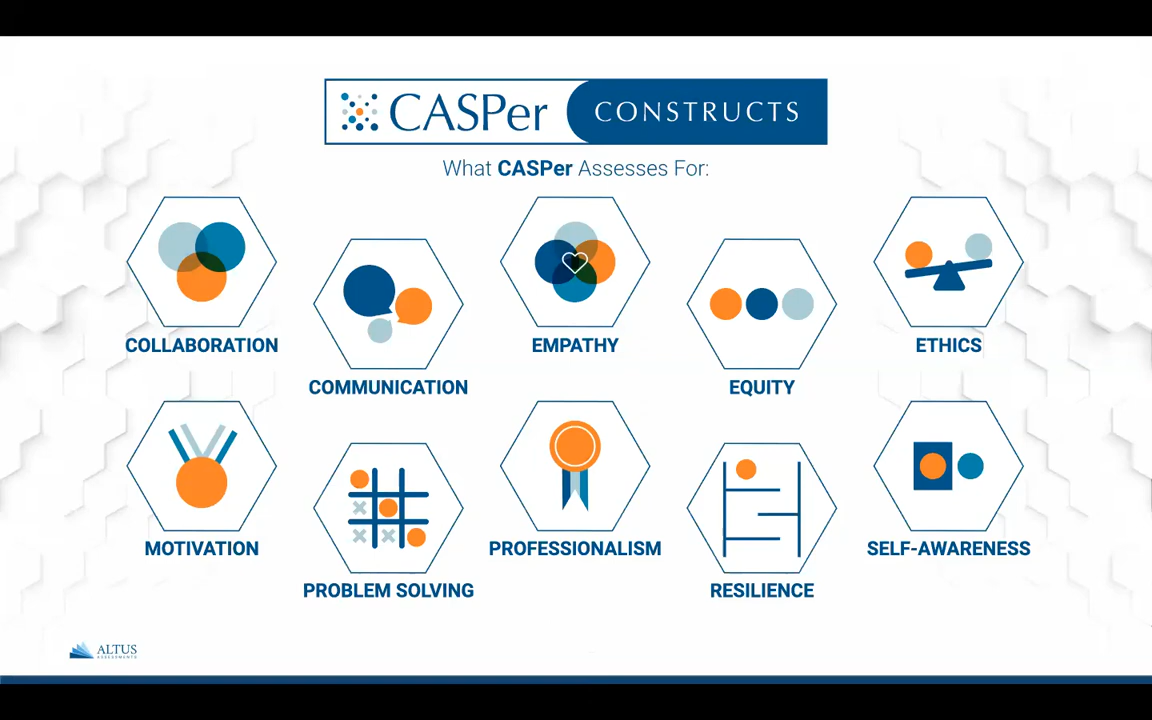 CASPer CONSTRUCTS
What CASPer Assesses For:
COLLABORATION
COMMUNICATION
EMPATHY
EQUITY
ETHICS
MOTIVATION
PROBLEM SOLVING
PROFESSIONALISM
RESILIENCE
SELF-AWARENESS
ALTUS
ASSESSMENTS